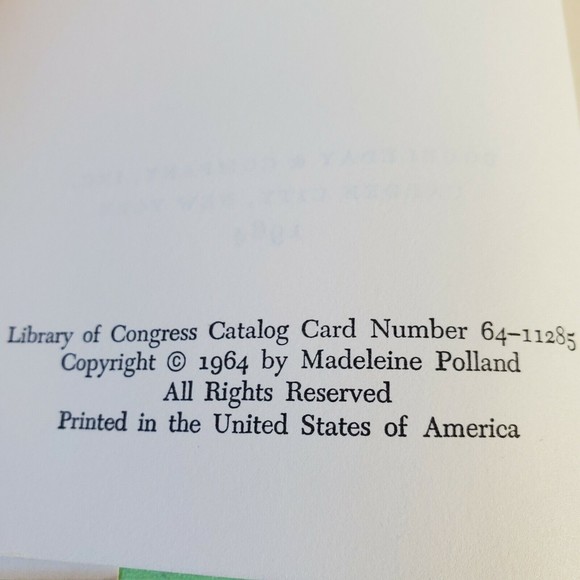 Library of Congress Catalog Card Number 64–11285
Copyright © 1964 by Madeleine Polland
All Rights Reserved
Printed in the United States of America